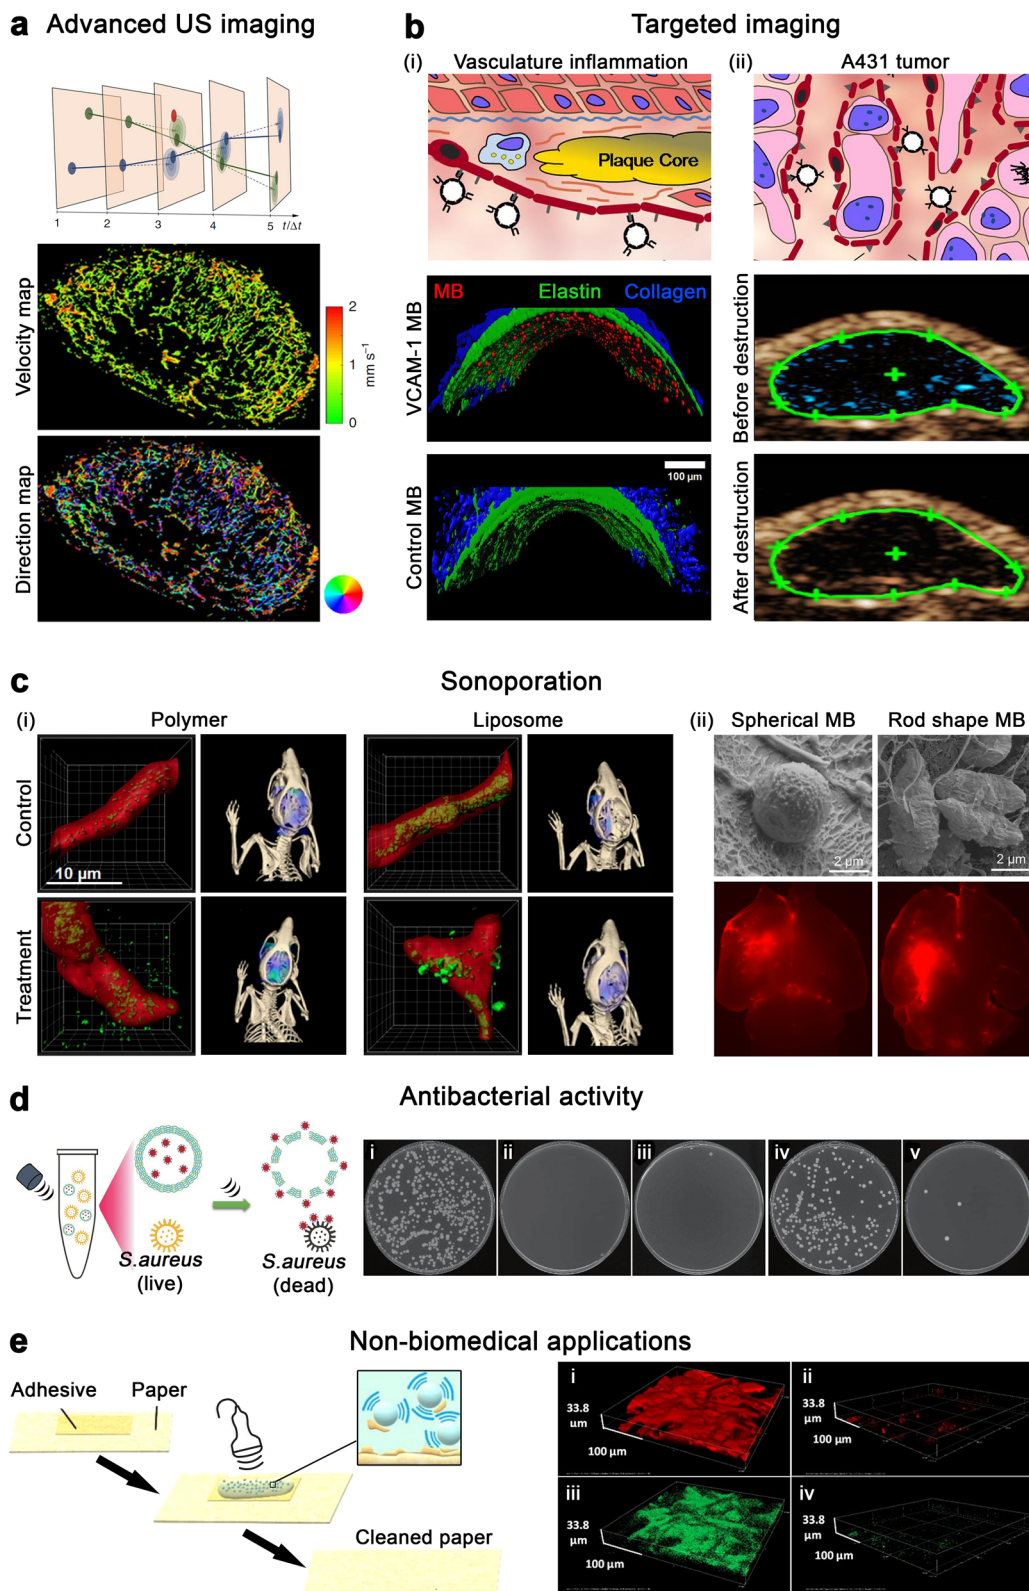 a Advanced US imaging
1 2 3 4 5 t/Δt
Velocity map
2
1
0
mm s⁻¹
Direction map
b Targeted imaging
(i) Vasculature inflammation
Plaque Core
VCAM-1 MB
MB Elastin Collagen
Control MB
100 µm
(ii) A431 tumor
Before destruction
After destruction
c Sonoporation
(i) Polymer Liposome
Control
10 µm
Treatment
(ii) Spherical MB Rod shape MB
2 µm 2 µm
d Antibacterial activity
S.aureus
(live)
S.aureus
(dead)
i ii iii iv v
e Non-biomedical applications
Adhesive Paper
Cleaned paper
i
33.8
µm
100 µm
ii
33.8
µm
100 µm
iii
33.8
µm
100 µm
iv
33.8
µm
100 µm